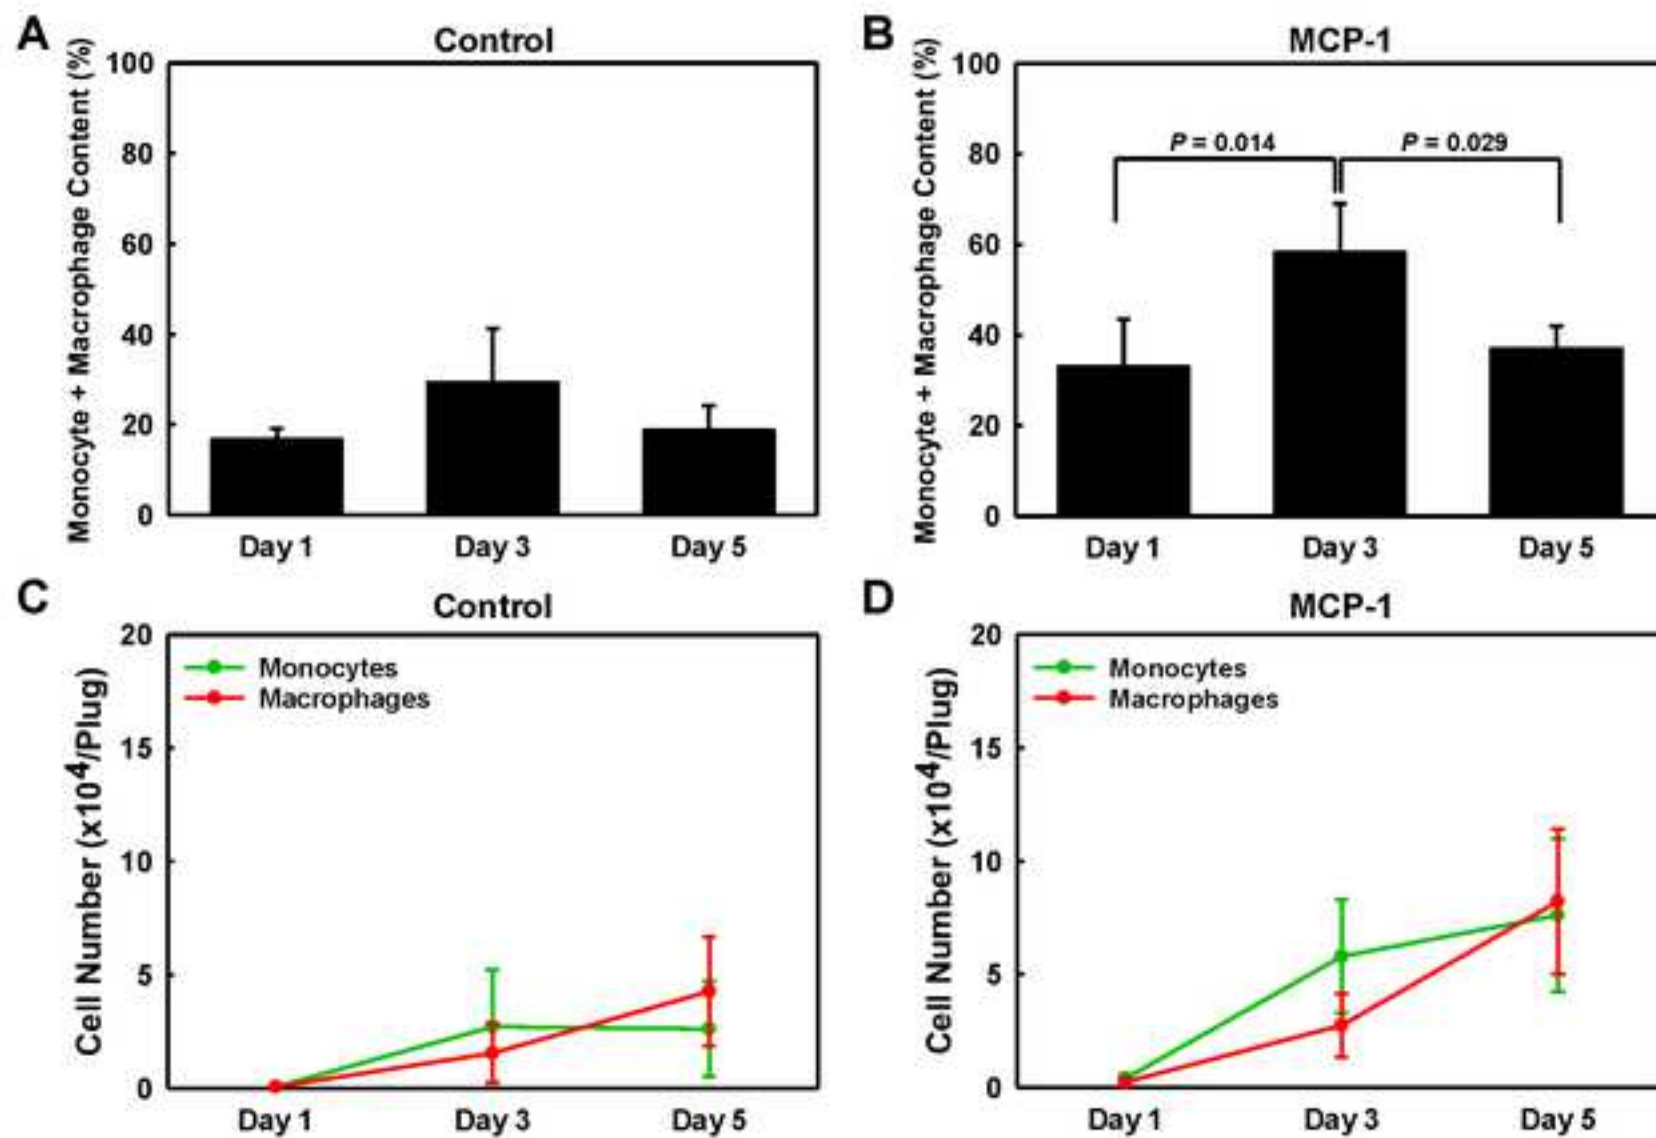 A
Control
Monocyte + Macrophage Content (%)
100
80
60
40
20
0
Day 1
Day 3
Day 5
B
MCP-1
Monocyte + Macrophage Content (%)
100
80
60
40
20
0
P = 0.014
P = 0.029
Day 1
Day 3
Day 5
C
Control
Cell Number (x10⁴/Plug)
20
15
10
5
0
Monocytes
Macrophages
Day 1
Day 3
Day 5
D
MCP-1
Cell Number (x10⁴/Plug)
20
15
10
5
0
Monocytes
Macrophages
Day 1
Day 3
Day 5